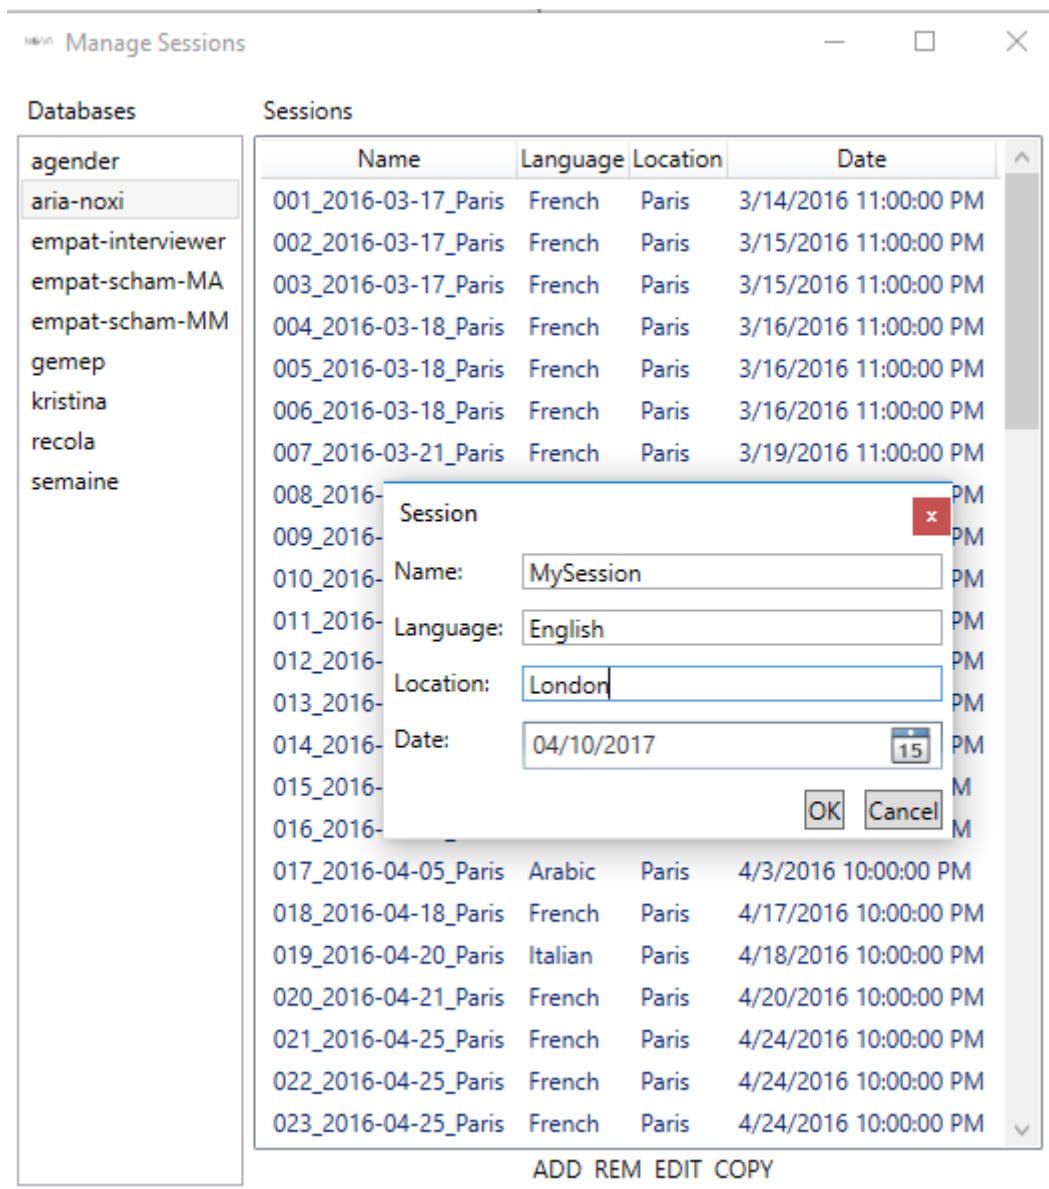 NOVA Manage Sessions
Databases Sessions
agender
aria-noxi
empat-interviewer
empat-scham-MA
empat-scham-MM
gemep
kristina
recola
semaine
Name Language Location Date
001_2016-03-17_Paris French Paris 3/14/2016 11:00:00 PM
002_2016-03-17_Paris French Paris 3/15/2016 11:00:00 PM
003_2016-03-17_Paris French Paris 3/15/2016 11:00:00 PM
004_2016-03-18_Paris French Paris 3/16/2016 11:00:00 PM
005_2016-03-18_Paris French Paris 3/16/2016 11:00:00 PM
006_2016-03-18_Paris French Paris 3/16/2016 11:00:00 PM
007_2016-03-21_Paris French Paris 3/19/2016 11:00:00 PM
008_2016- PM
009_2016- PM
010_2016- PM
011_2016- PM
012_2016- PM
013_2016- PM
014_2016- PM
015_2016- M
016_2016- M
017_2016-04-05_Paris Arabic Paris 4/3/2016 10:00:00 PM
018_2016-04-18_Paris French Paris 4/17/2016 10:00:00 PM
019_2016-04-20_Paris Italian Paris 4/18/2016 10:00:00 PM
020_2016-04-21_Paris French Paris 4/20/2016 10:00:00 PM
021_2016-04-25_Paris French Paris 4/24/2016 10:00:00 PM
022_2016-04-25_Paris French Paris 4/24/2016 10:00:00 PM
023_2016-04-25_Paris French Paris 4/24/2016 10:00:00 PM
Session x
Name: MySession
Language: English
Location: London
Date: 04/10/2017 15
OK Cancel
ADD REM EDIT COPY